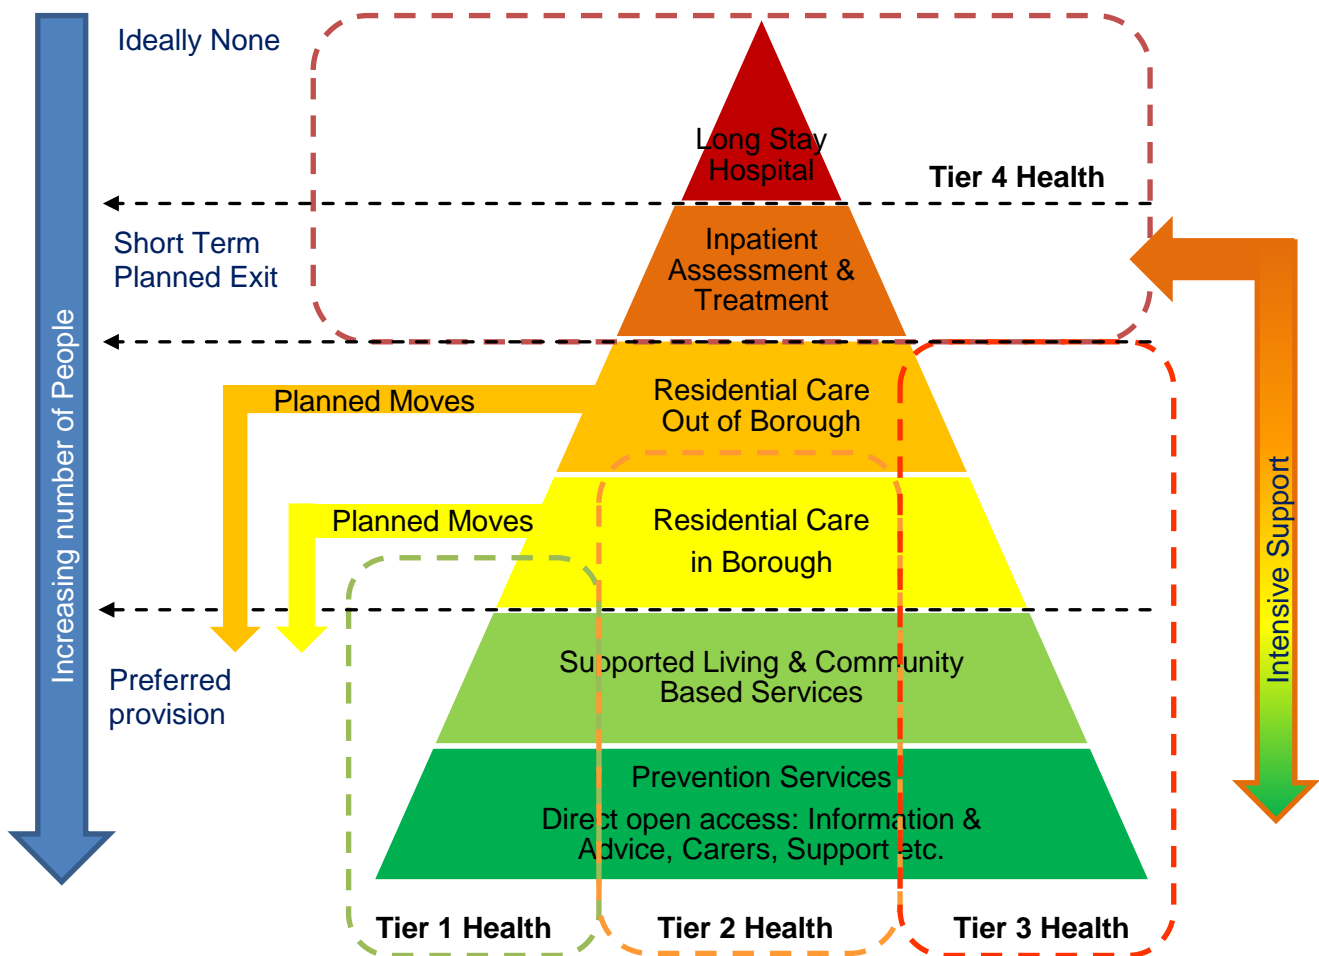 Ideally None
Long Stay
Hospital
Tier 4 Health
Short Term
Planned Exit
Inpatient
Assessment &
Treatment
Increasing number of People
Planned Moves
Residential Care
Out of Borough
Planned Moves
Residential Care
in Borough
Intensive Support
Preferred
provision
Supported Living & Community
Based Services
Prevention Services
Direct open access: Information &
Advice, Carers, Support etc.
Tier 1 Health
Tier 2 Health
Tier 3 Health